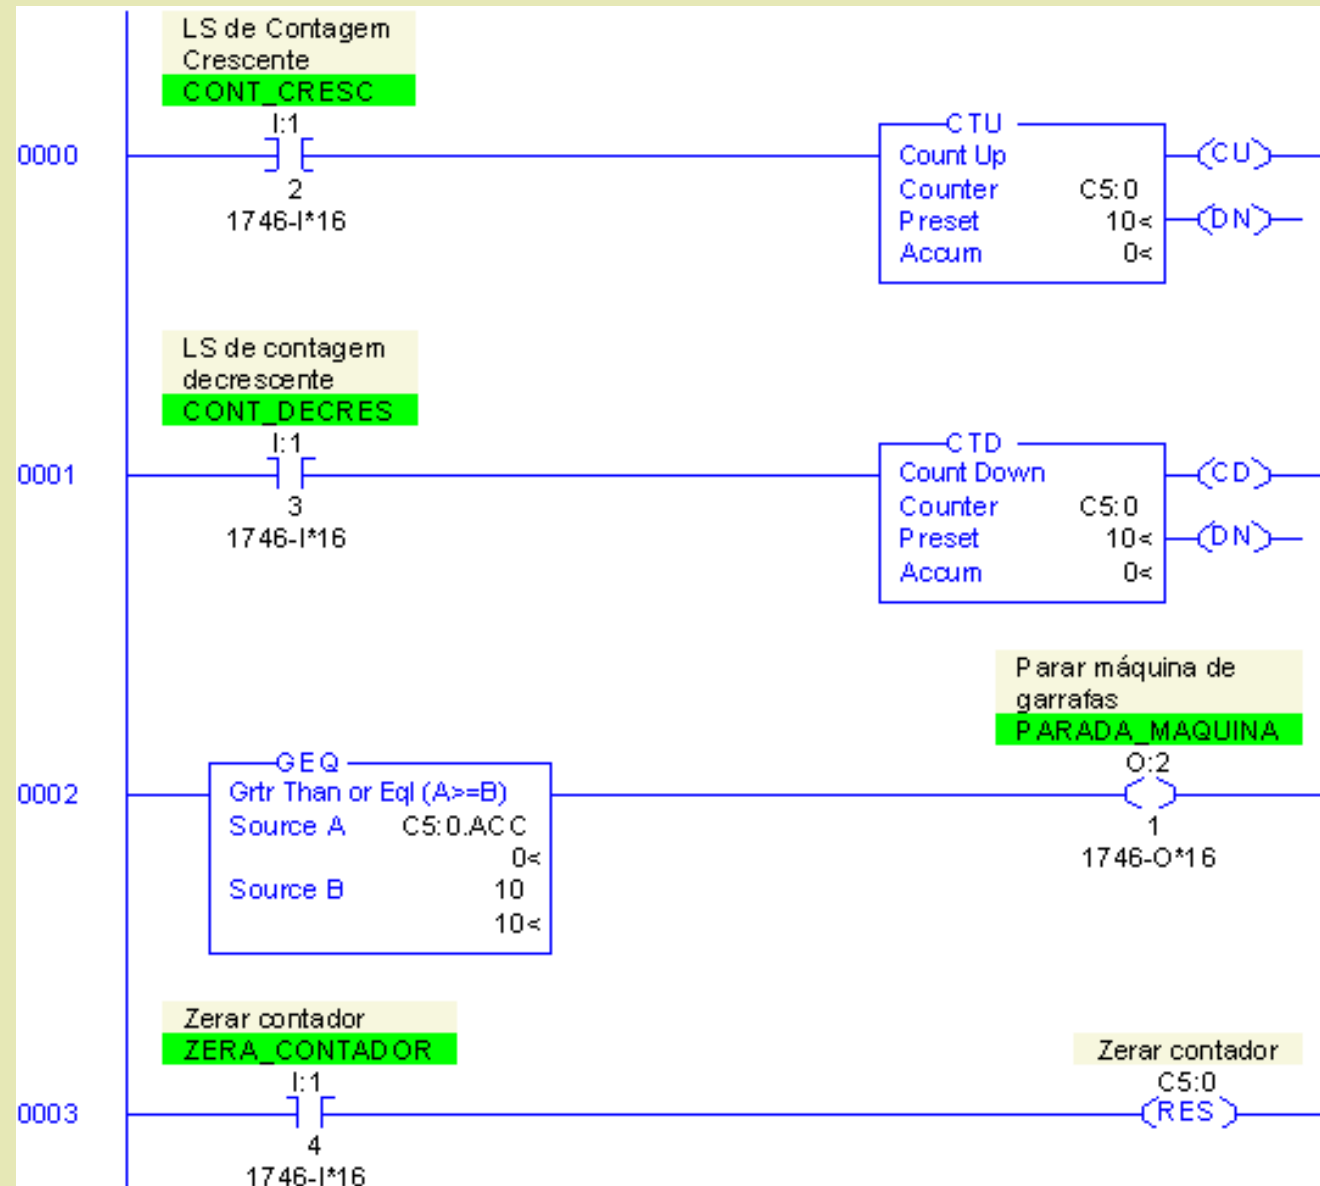 LS de Contagem
Crescente
CONT_CRESC
I:1
0000
2
1746-I*16
CTU
Count Up
Counter C5:0
Preset 10<
Accum 0<
CU
DN
LS de contagem
decrescente
CONT_DECRES
I:1
0001
3
1746-I*16
CTD
Count Down
Counter C5:0
Preset 10<
Accum 0<
CD
DN
Parar máquina de
garrafas
PARADA_MAQUINA
O:2
1
1746-O*16
0002
GEQ
Grtr Than or Eql (A>=B)
Source A C5:0.ACC
0<
Source B 10
10<
Zerar contador
ZERA_CONTADOR
I:1
0003
4
1746-I*16
Zerar contador
C5:0
RES